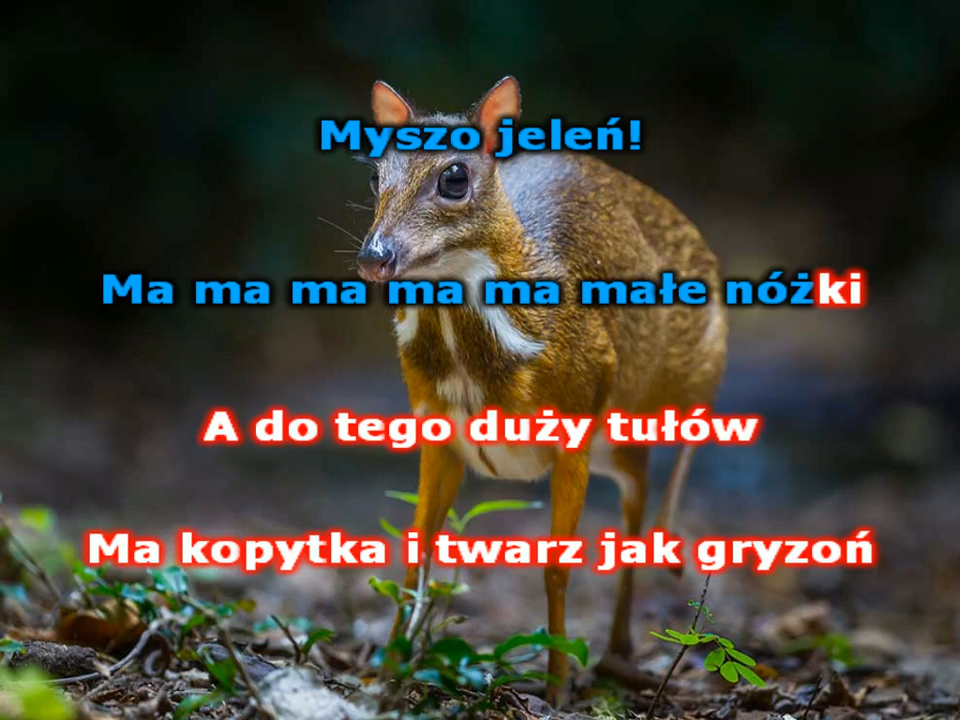 Myszo jeleń!
Ma ma ma ma ma małe nóżki
A do tego duży tułów
Ma kopytka i twarz jak gryzoń